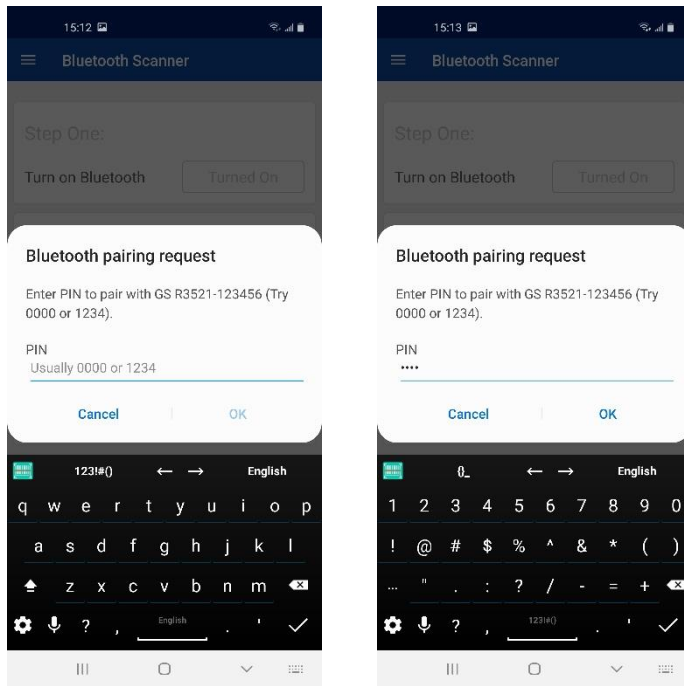 15:12
Bluetooth Scanner
Step One:
Turn on Bluetooth Turned On
Bluetooth pairing request
Enter PIN to pair with GS R3521-123456 (Try
0000 or 1234).
PIN
Usually 0000 or 1234
Cancel OK
123!#() ← → English
q w e r t y u i o p
a s d f g h j k l
z x c v b n m
? , English . '
15:13
Bluetooth Scanner
Step One:
Turn on Bluetooth Turned On
Bluetooth pairing request
Enter PIN to pair with GS R3521-123456 (Try
0000 or 1234).
PIN
••••
Cancel OK
{}_ ← → English
1 2 3 4 5 6 7 8 9 0
! @ # $ % ^ & * ( )
... " . : ? / - = +
? , 123!#() . '